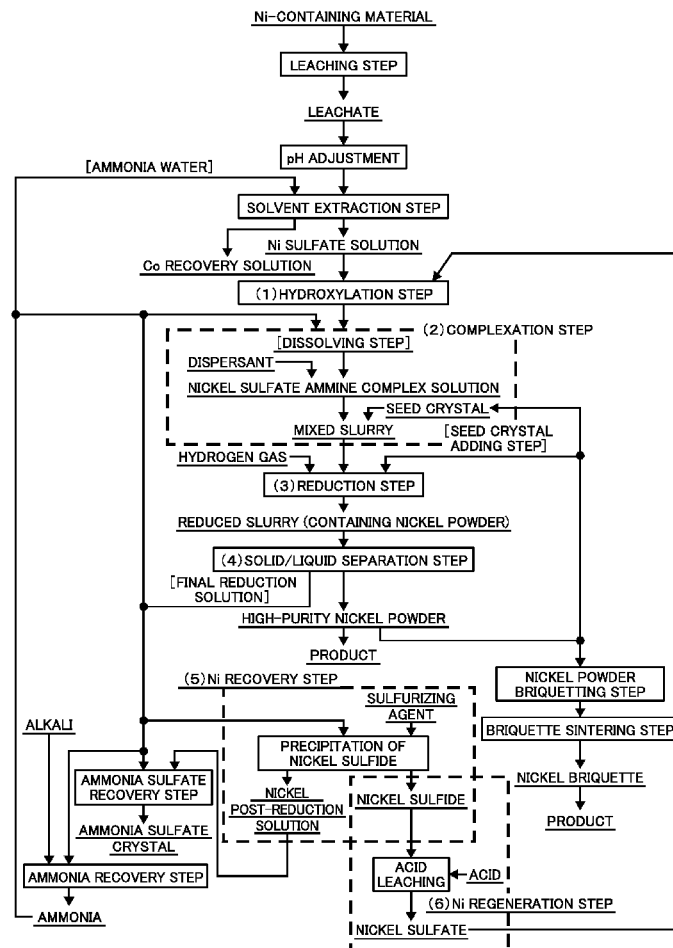 Ni-CONTAINING MATERIAL
LEACHING STEP
LEACHATE
pH ADJUSTMENT
[AMMONIA WATER]
SOLVENT EXTRACTION STEP
Ni SULFATE SOLUTION
Co RECOVERY SOLUTION
(1) HYDROXYLATION STEP
(2) COMPLEXATION STEP
[DISSOLVING STEP]
DISPERSANT
NICKEL SULFATE AMMINE COMPLEX SOLUTION
SEED CRYSTAL
MIXED SLURRY
[SEED CRYSTAL
ADDING STEP]
HYDROGEN GAS
(3) REDUCTION STEP
REDUCED SLURRY (CONTAINING NICKEL POWDER)
(4) SOLID/LIQUID SEPARATION STEP
[FINAL REDUCTION
SOLUTION]
HIGH-PURITY NICKEL POWDER
PRODUCT
(5) Ni RECOVERY STEP
NICKEL POWDER
BRIQUETTING STEP
SULFURIZING
AGENT
ALKALI
BRIQUETTE SINTERING STEP
PRECIPITATION OF
NICKEL SULFIDE
AMMONIA SULFATE
RECOVERY STEP
NICKEL BRIQUETTE
NICKEL
POST-REDUCTION
SOLUTION
NICKEL SULFIDE
PRODUCT
AMMONIA SULFATE
CRYSTAL
AMMONIA RECOVERY STEP
ACID
LEACHING
ACID
(6) Ni REGENERATION STEP
AMMONIA
NICKEL SULFATE